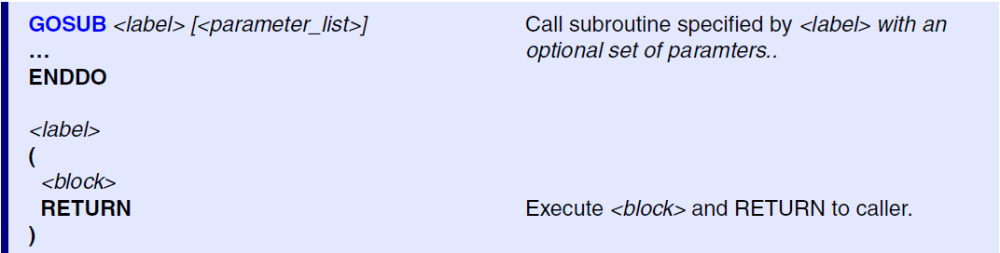 GOSUB <label> [<parameter_list>] Call subroutine specified by <label> with an
… optional set of paramters..
ENDDO
<label>
(
<block>
RETURN Execute <block> and RETURN to caller.
)